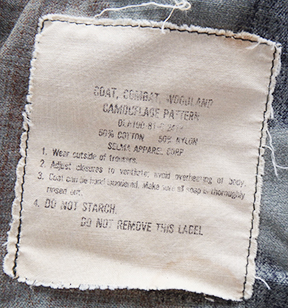 COAT, COMBAT, WOODLAND
CAMOUFLAGE PATTERN
50% COTTON 50% NYLON
SELMA APPAREL CORP
1. Wear outside of trousers.
2. Adjust closures to ventilate; avoid overheating of body.
3. Coat can be hand laundered. Make sure all soap is thoroughly
rinsed out.
4. DO NOT STARCH.
DO NOT REMOVE THIS LABEL